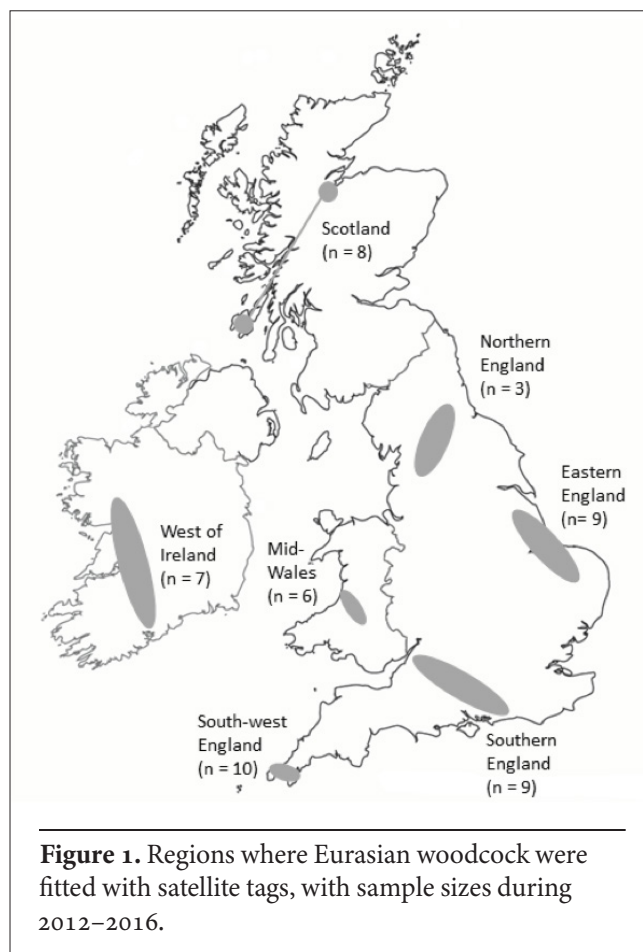 Scotland
(n = 8)
Northern
England
(n = 3)
Eastern
England
(n= 9)
West of
Ireland
(n = 7)
Mid-
Wales
(n = 6)
South-west
England
(n = 10)
Southern
England
(n = 9)
Figure 1. Regions where Eurasian woodcock were
fitted with satellite tags, with sample sizes during
2012–2016.